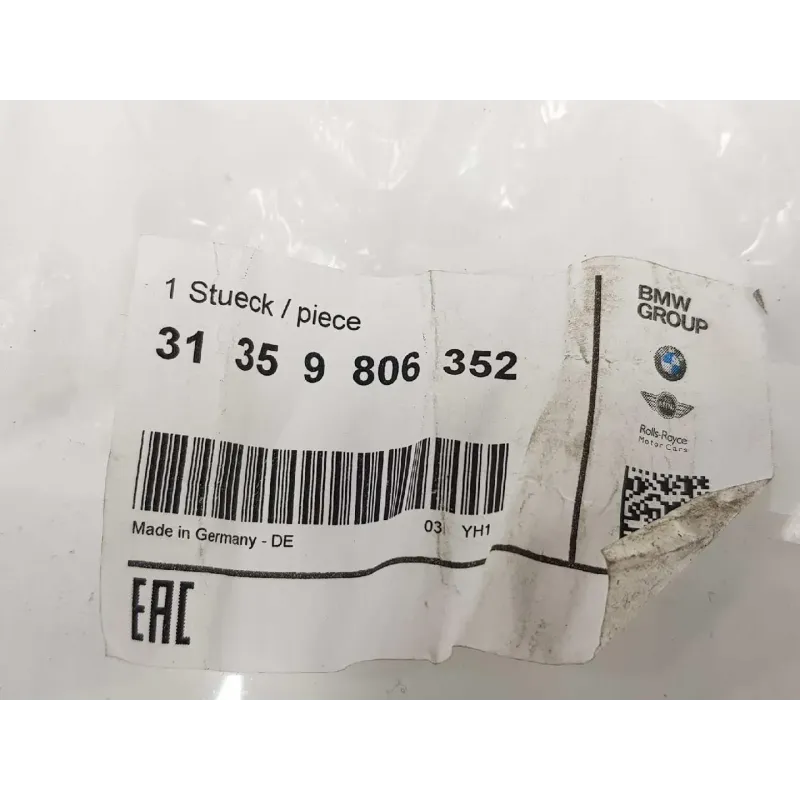 1 Stueck / piece
31 35 9 806 352
Made in Germany - DE
03 YH1
EAC
BMW
GROUP
Rolls-Royce
Motor Cars